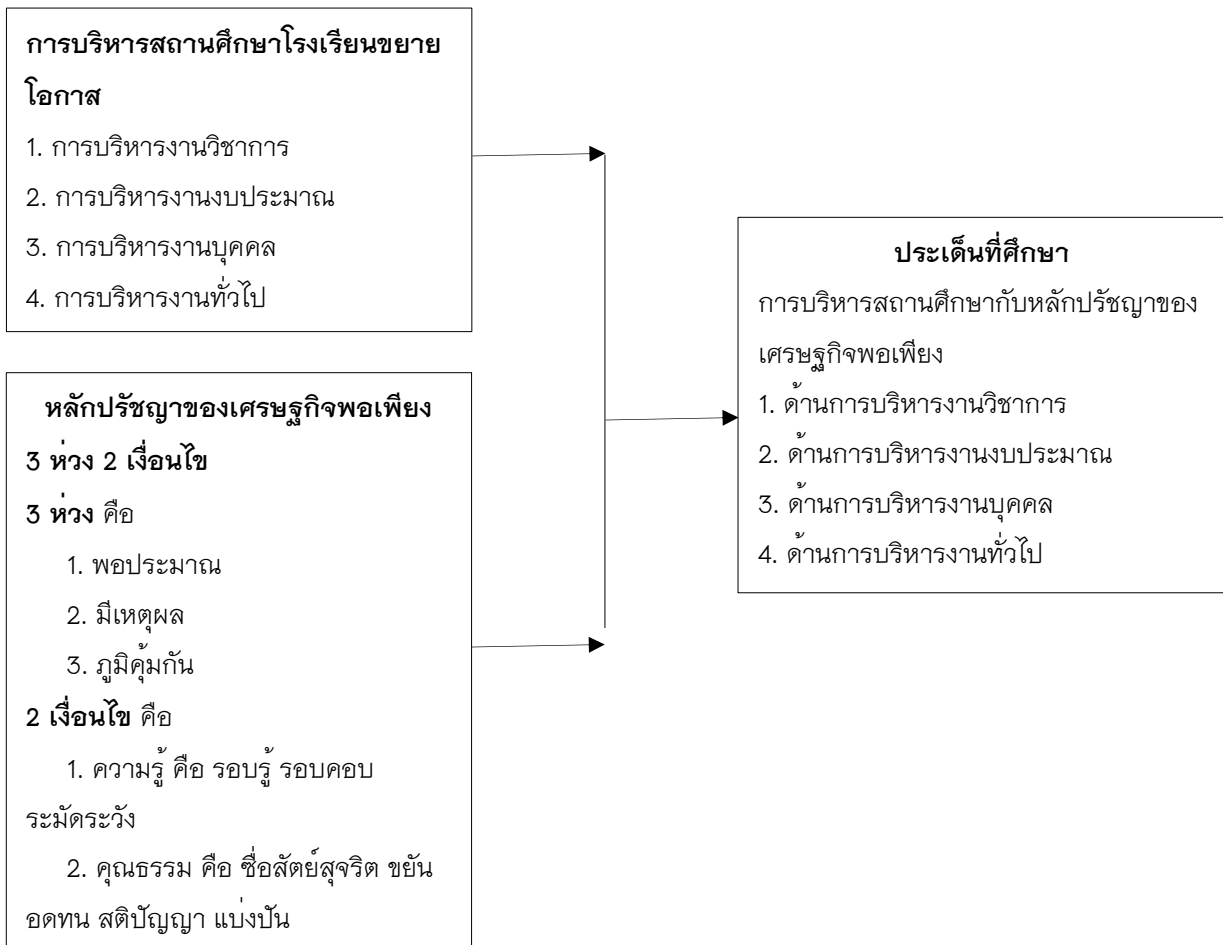 การบริหารสถานศึกษาโรงเรียนขยาย
โอกาส
1. การบริหารงานวิชาการ
2. การบริหารงานงบประมาณ
3. การบริหารงานบุคคล
4. การบริหารงานทั่วไป
หลักปรัชญาของเศรษฐกิจพอเพียง
3 ห่วง 2 เงื่อนไข
3 ห่วง คือ
1. พอประมาณ
2. มีเหตุผล
3. ภูมิคุ้มกัน
2 เงื่อนไข คือ
1. ความรู้ คือ รอบรู้ รอบคอบ
ระมัดระวัง
2. คุณธรรม คือ ซื่อสัตย์สุจริต ขยัน
อดทน สติปัญญา แบ่งปัน
ประเด็นที่ศึกษา
การบริหารสถานศึกษากับหลักปรัชญาของ
เศรษฐกิจพอเพียง
1. ด้านการบริหารงานวิชาการ
2. ด้านการบริหารงานงบประมาณ
3. ด้านการบริหารงานบุคคล
4. ด้านการบริหารงานทั่วไป